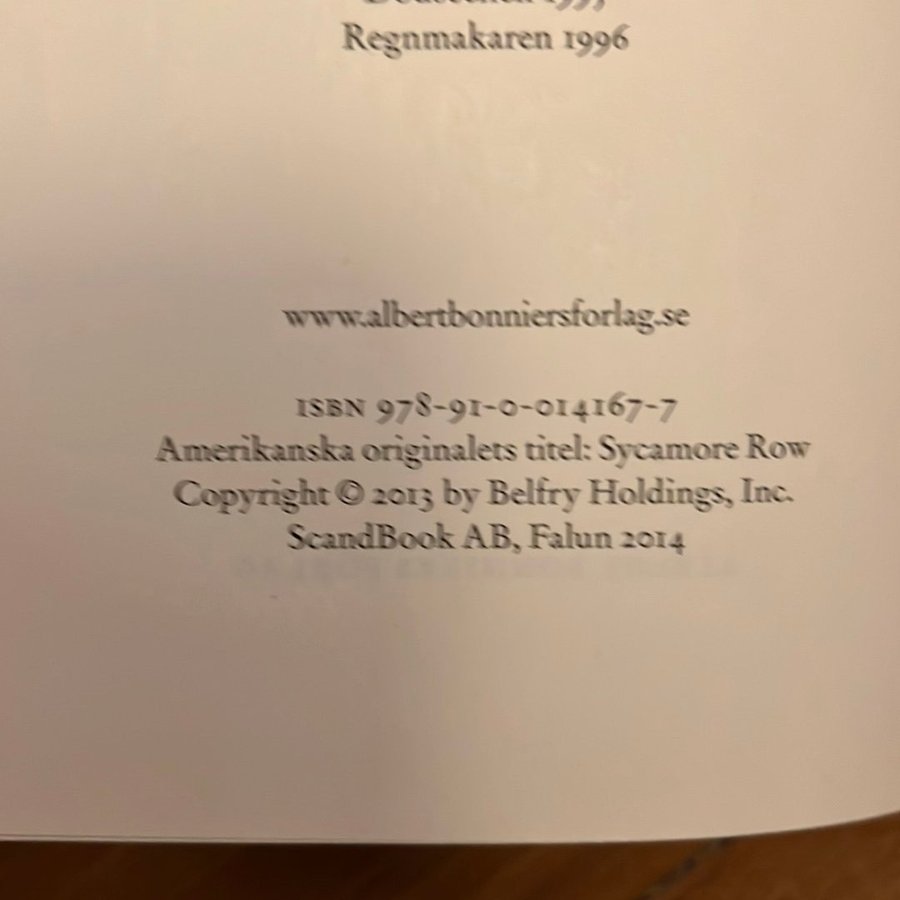 Regnmakaren 1996
www.albertbonniersforlag.se
ISBN 978-91-0-014167-7
Amerikanska originalets titel: Sycamore Row
Copyright © 2013 by Belfry Holdings, Inc.
ScandBook AB, Falun 2014